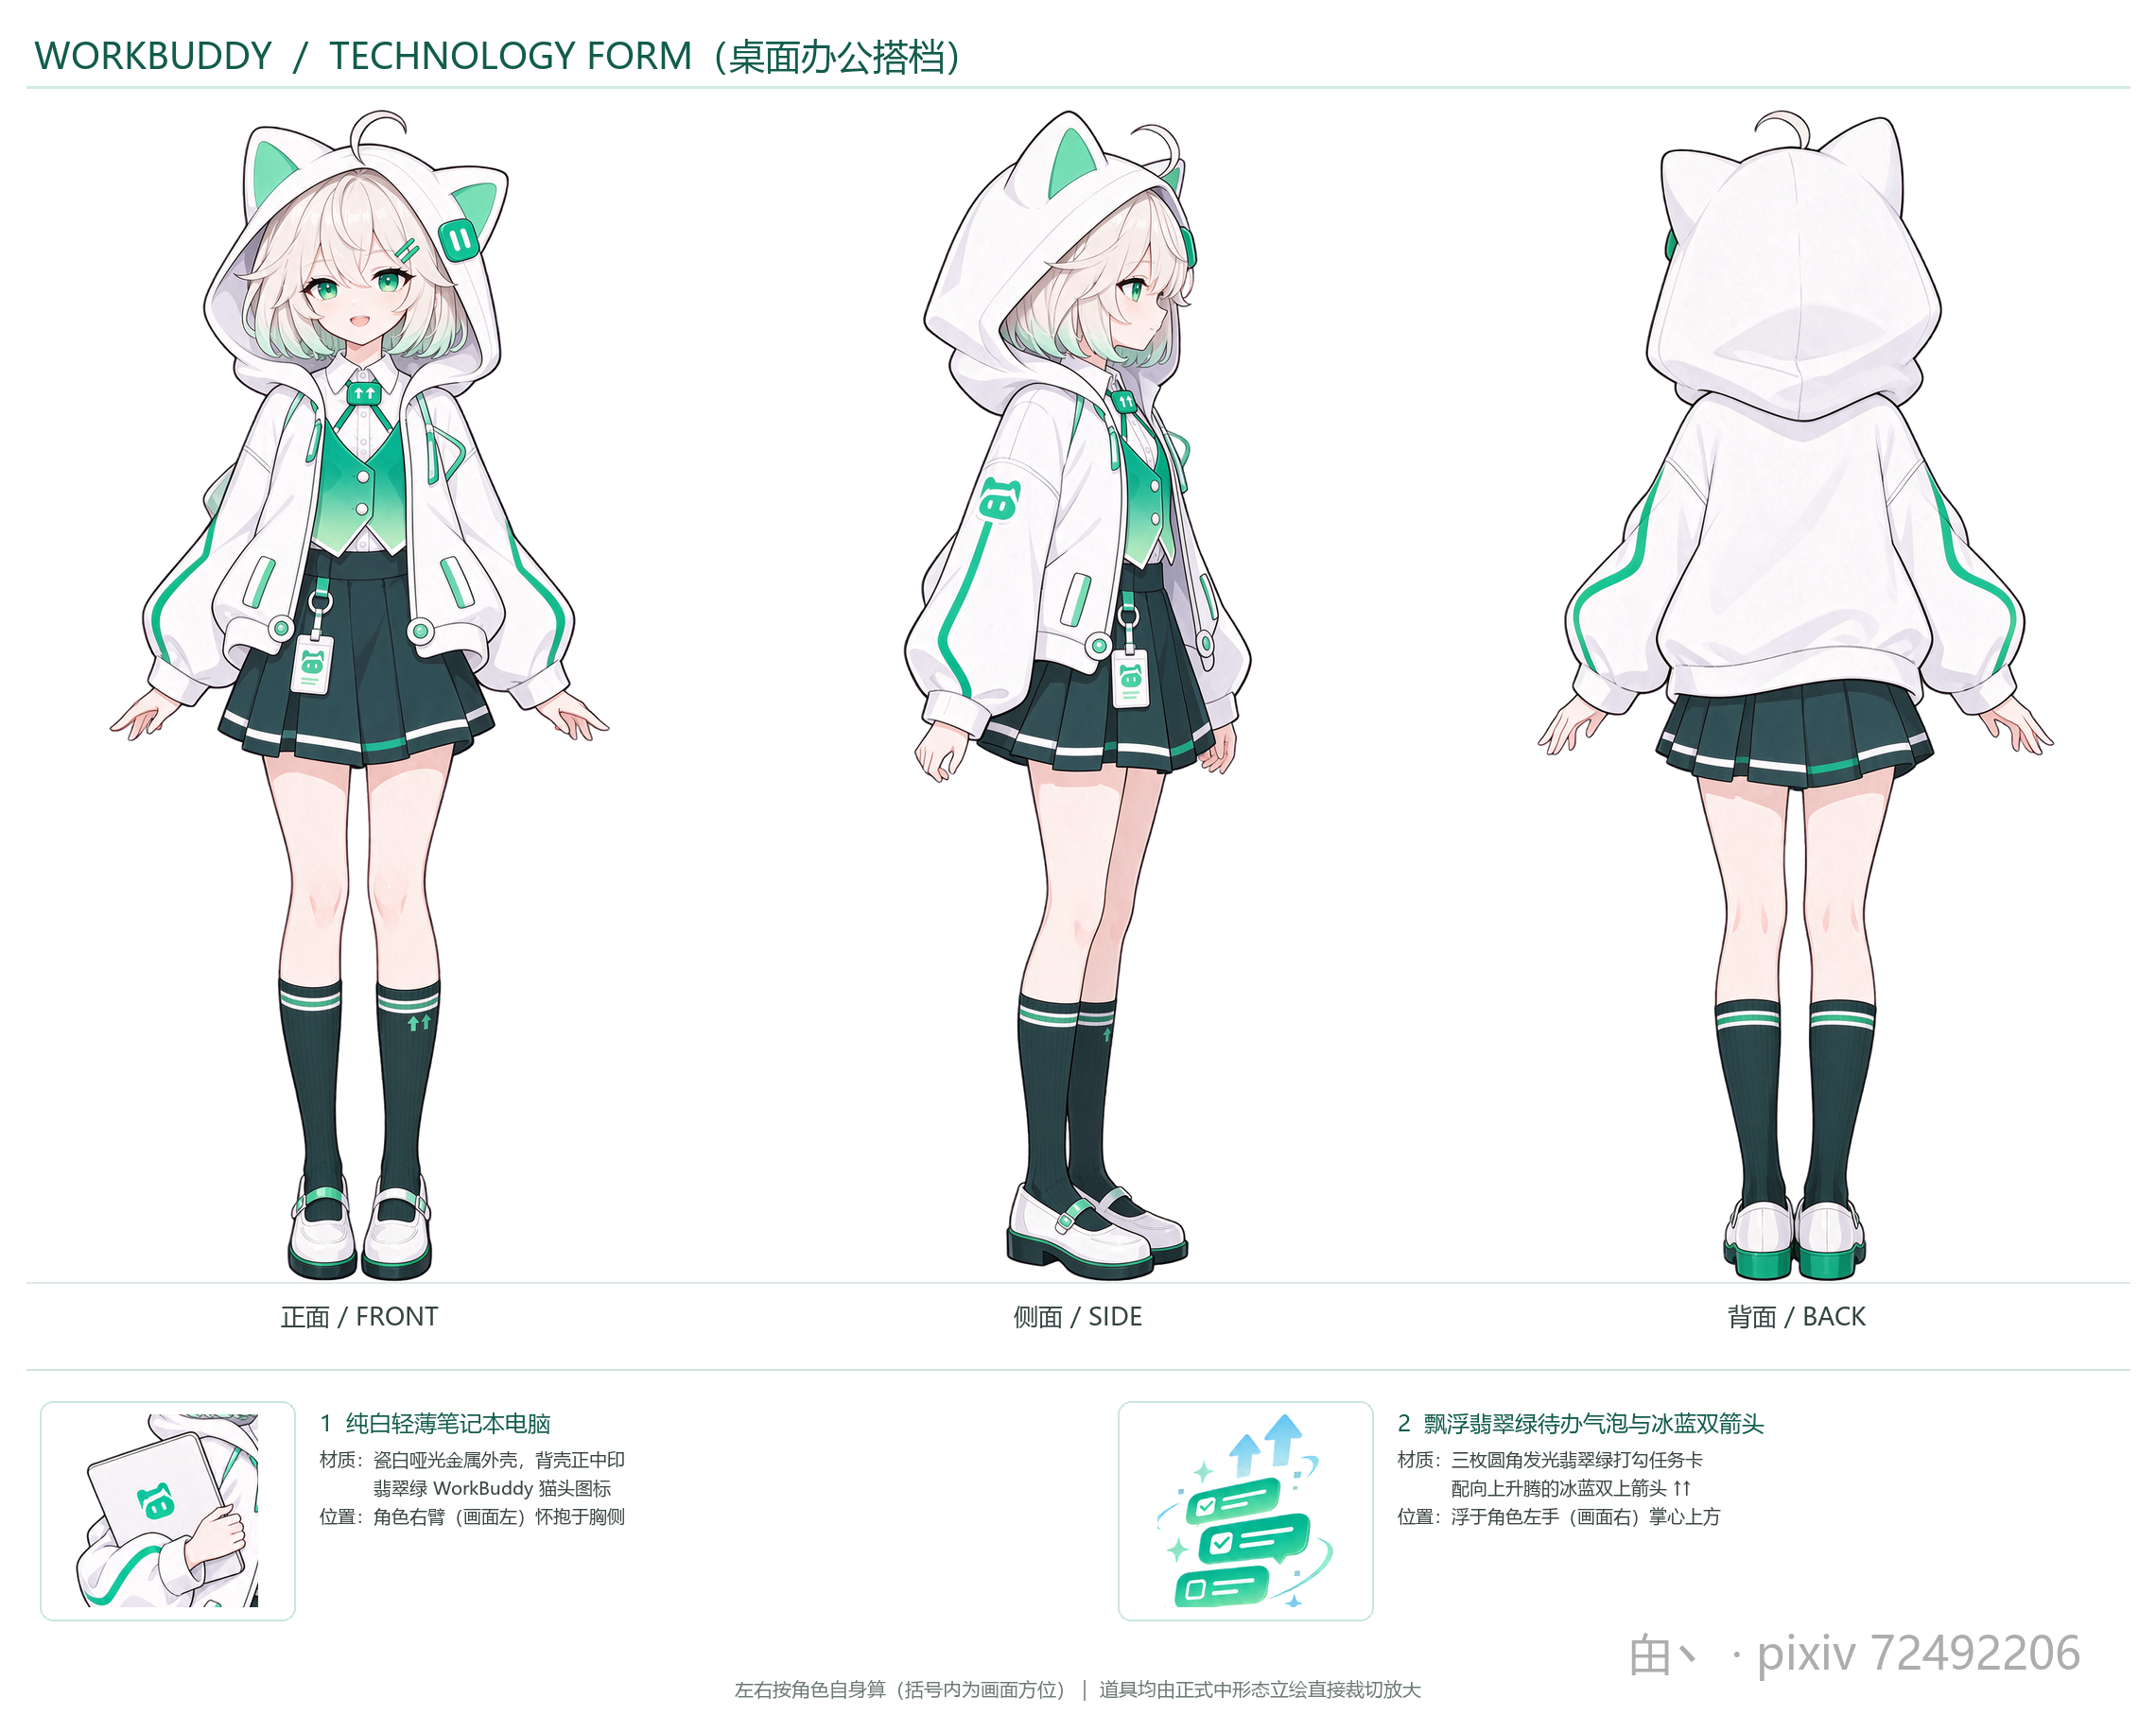 WORKBUDDY / TECHNOLOGY FORM（桌面办公搭档）
正面 / FRONT
侧面 / SIDE
背面 / BACK
1 纯白轻薄笔记本电脑
材质：瓷白哑光金属外壳，背壳正中印
翡翠绿 WorkBuddy 猫头图标
位置：角色右臂（画面左）怀抱于胸侧
2 飘浮翡翠绿待办气泡与冰蓝双箭头
材质：三枚圆角发光翡翠绿打勾任务卡
配向上升腾的冰蓝双上箭头 ↑↑
位置：浮于角色左手（画面右）掌心上方
甶丶 · pixiv 72492206
左右按角色自身算（括号内为画面方位）｜ 道具均由正式中形态立绘直接裁切放大